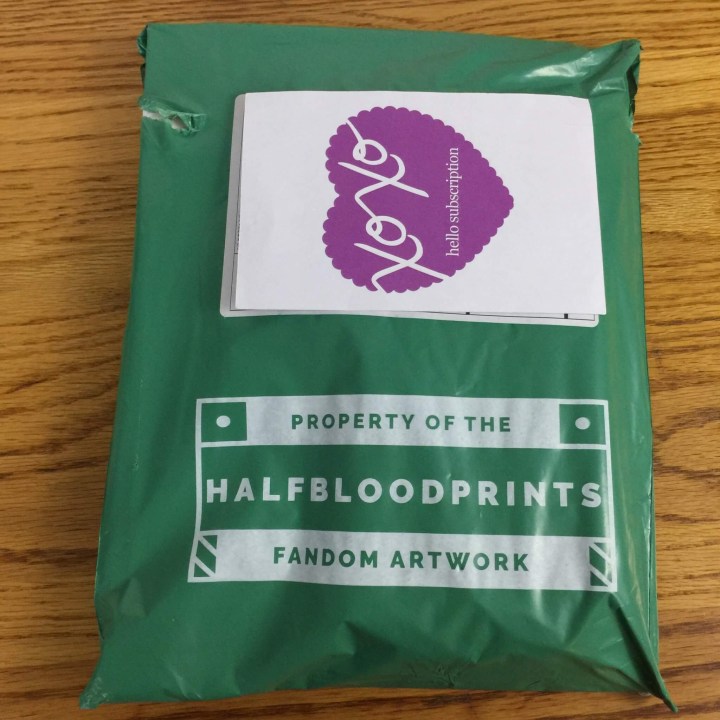 xoxo
hello subscription
PROPERTY OF THE
HALFBLOODPRINTS
FANDOM ARTWORK